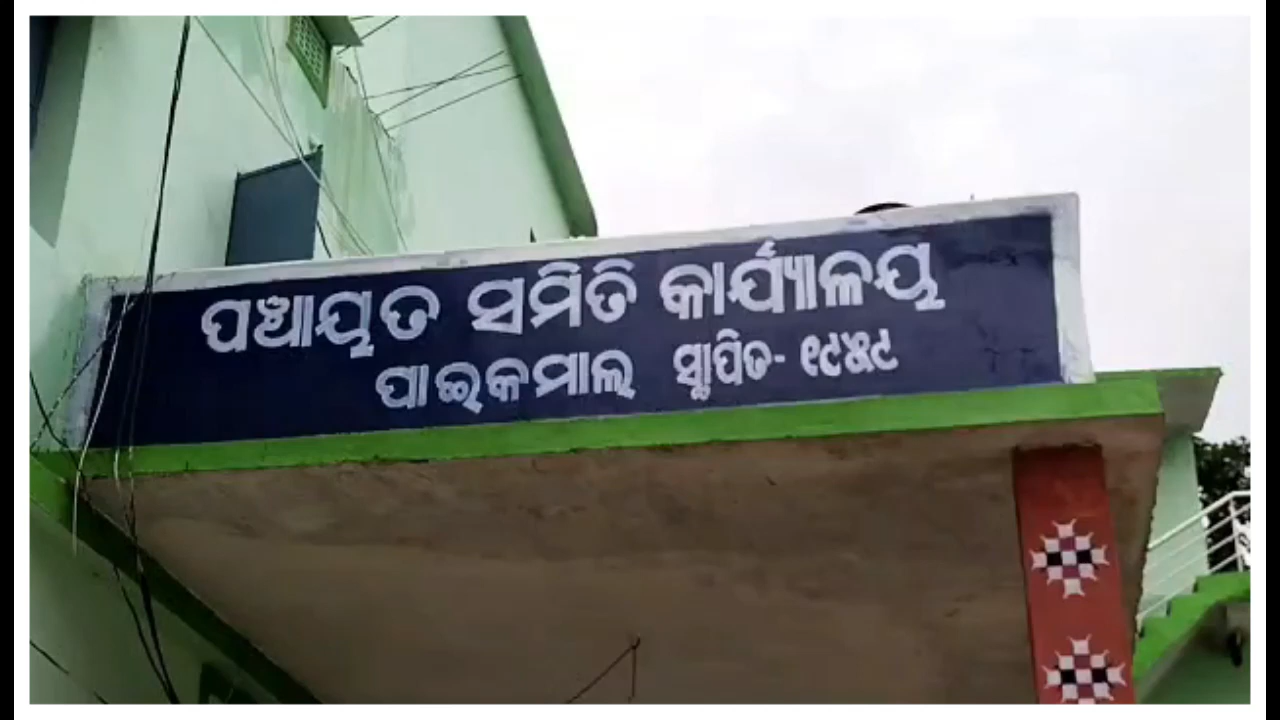 ପଞ୍ଚାୟତ ସମିତି କାର୍ଯ୍ୟାଳୟ
ପାଇକମାଲ ସ୍ଥାପିତ- ୧୯୫୯